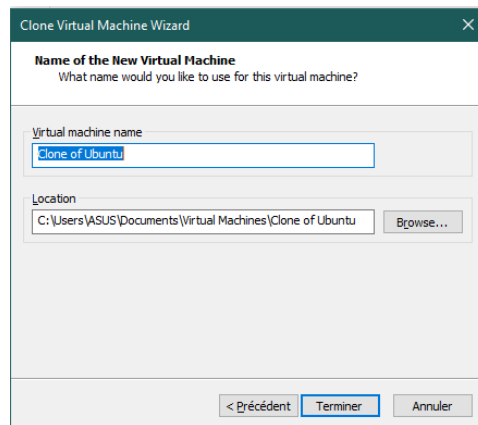 Clone Virtual Machine Wizard
Name of the New Virtual Machine
What name would you like to use for this virtual machine?
Virtual machine name
Clone of Ubuntu
Location
C:\Users\ASUS\Documents\Virtual Machines\Clone of Ubuntu
Browse...
< Précédent
Terminer
Annuler